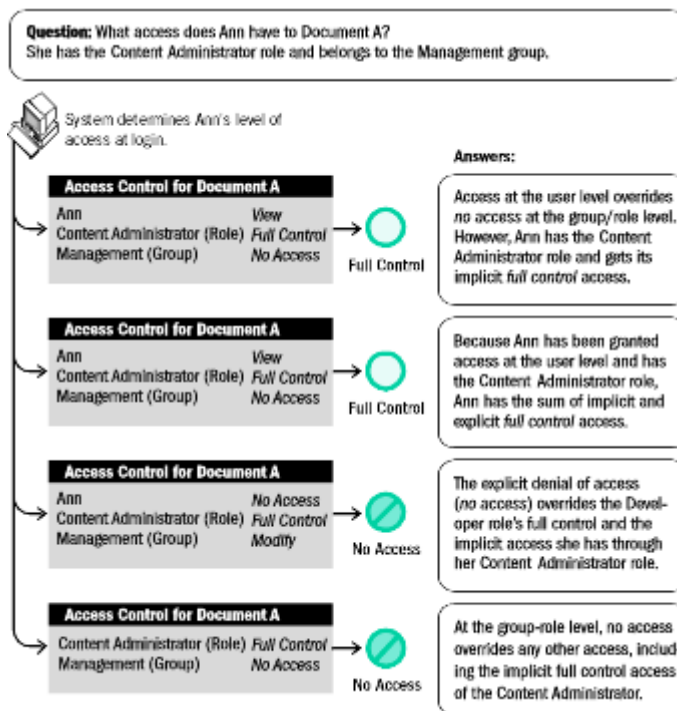 Question: What access does Ann have to Document A?
She has the Content Administrator role and belongs to the Management group.
System determines Ann's level of
access at login.
Answers:
Access Control for Document A
Ann View
Content Administrator (Role) Full Control
Management (Group) No Access
Full Control
Access at the user level overrides
no access at the group/role level.
However, Ann has the Content
Administrator role and gets its
implicit full control access.
Access Control for Document A
Ann View
Content Administrator (Role) Full Control
Management (Group) No Access
Full Control
Because Ann has been granted
access at the user level and has
the Content Administrator role,
Ann has the sum of implicit and
explicit full control access.
Access Control for Document A
Ann No Access
Content Administrator (Role) Full Control
Management (Group) Modify
No Access
The explicit denial of access
(no access) overrides the Devel-
oper role's full control and the
implicit access she has through
her Content Administrator role.
Access Control for Document A
Content Administrator (Role) Full Control
Management (Group) No Access
No Access
At the group-role level, no access
overrides any other access, includ-
ing the implicit full control access
of the Content Administrator.